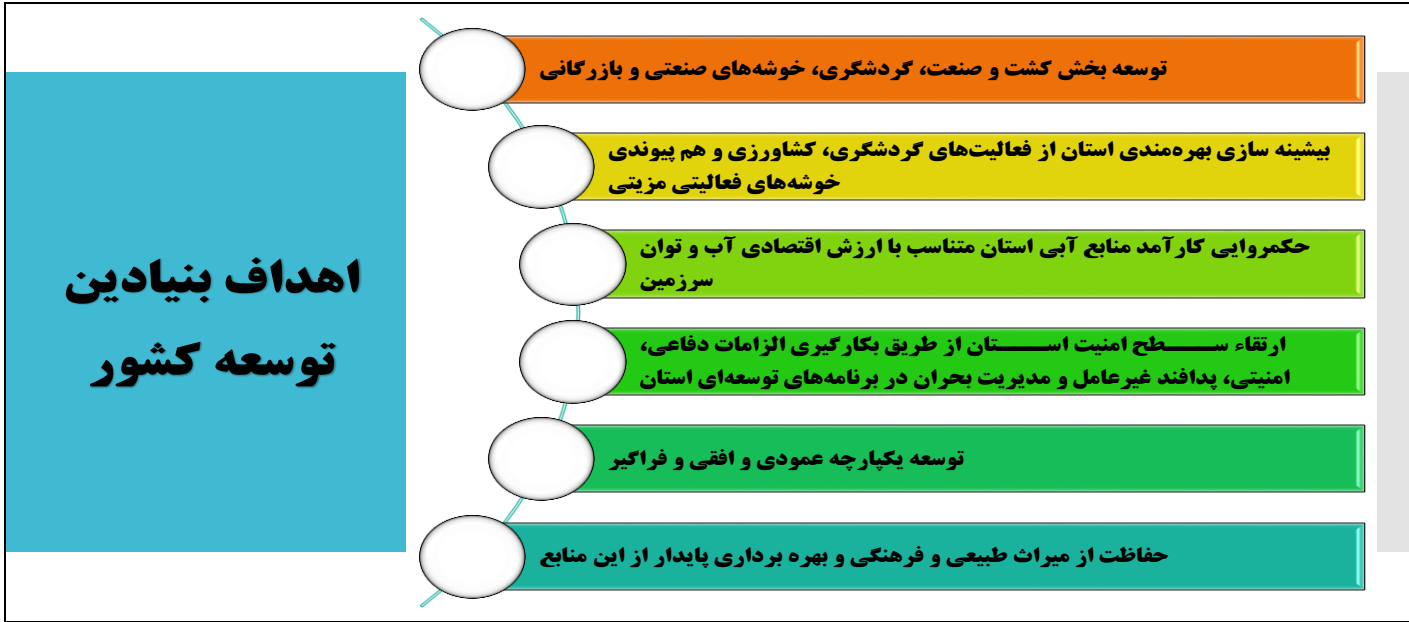 اهداف بنیادین
توسعه کشور
توسعه بخش کشت و صنعت، گردشگری، خوشه‌های صنعتی و بازرگانی
بیشینه سازی بهره‌مندی استان از فعالیت‌های گردشگری، کشاورزی و هم پیوندی
خوشه‌های فعالیتی مزیتی
حکمروایی کارآمد منابع آبی استان متناسب با ارزش اقتصادی آب و توان
سرزمین
ارتقاء ســـــطح امنیت اســـــتان از طریق بکارگیری الزامات دفاعی،
امنیتی، پدافند غیرعامل و مدیریت بحران در برنامه‌های توسعه‌ای استان
توسعه یکپارچه عمودی و افقی و فراگیر
حفاظت از میراث طبیعی و فرهنگی و بهره برداری پایدار از این منابع